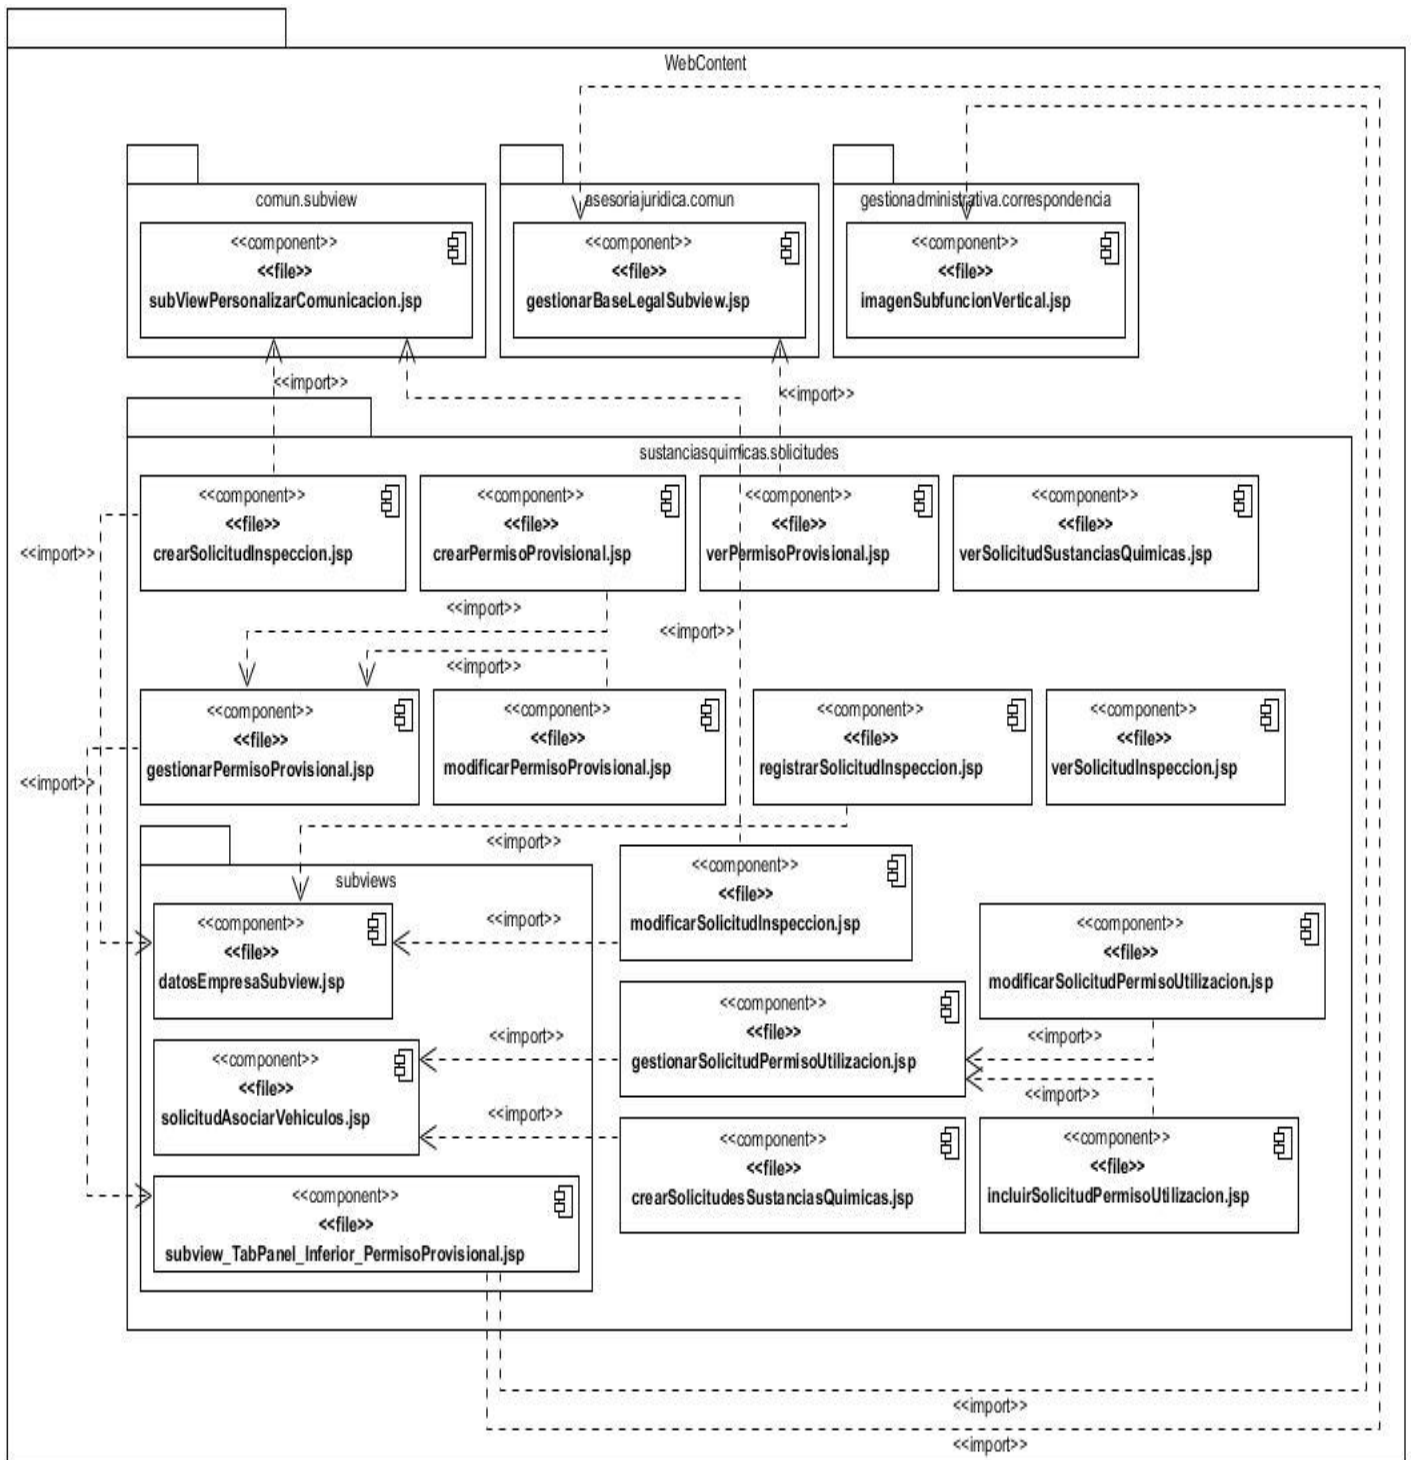 WebContent
comun.subview
<<component>>
<<file>>
subViewPersonalizarComunicacion.jsp
asesoriajuridica.comun
<<component>>
<<file>>
gestionarBaseLegalSubview.jsp
gestionadministrativa.correspondencia
<<component>>
<<file>>
imagenSubfuncionVertical.jsp
<<import>>
<<import>>
sustanciasquimicas.solicitudes
<<component>>
<<file>>
crearSolicitudInspeccion.jsp
<<component>>
<<file>>
crearPermisoProvisional.jsp
<<component>>
<<file>>
verPermisoProvisional.jsp
<<component>>
<<file>>
verSolicitudSustanciasQuimicas.jsp
<<import>>
<<import>>
<<import>>
<<import>>
<<component>>
<<file>>
gestionarPermisoProvisional.jsp
<<component>>
<<file>>
modificarPermisoProvisional.jsp
<<component>>
<<file>>
registrarSolicitudInspeccion.jsp
<<component>>
<<file>>
verSolicitudInspeccion.jsp
<<import>>
<<import>>
subviews
<<component>>
<<file>>
datosEmpresaSubview.jsp
<<import>>
<<component>>
<<file>>
modificarSolicitudInspeccion.jsp
<<component>>
<<file>>
modificarSolicitudPermisoUtilizacion.jsp
<<component>>
<<file>>
solicitudAsociarVehiculos.jsp
<<import>>
<<component>>
<<file>>
gestionarSolicitudPermisoUtilizacion.jsp
<<import>>
<<import>>
<<import>>
<<component>>
<<file>>
crearSolicitudesSustanciasQuimicas.jsp
<<component>>
<<file>>
incluirSolicitudPermisoUtilizacion.jsp
<<component>>
<<file>>
subview_TabPanel_Inferior_PermisoProvisional.jsp
<<import>>
<<import>>